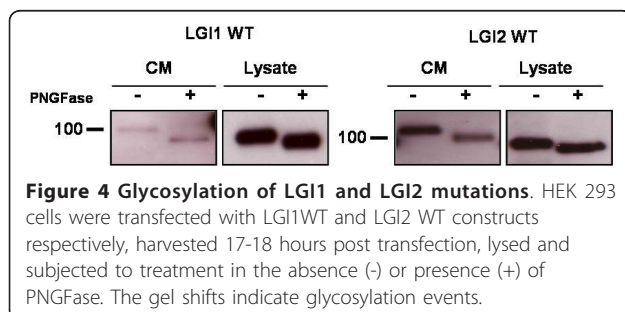 LGI1 WT
LGI2 WT
CM
Lysate
CM
Lysate
PNGFase
- +
- +
- +
- +
100
100
Figure 4 Glycosylation of LGI1 and LGI2 mutations. HEK 293
cells were transfected with LGI1WT and LGI2 WT constructs
respectively, harvested 17-18 hours post transfection, lysed and
subjected to treatment in the absence (-) or presence (+) of
PNGFase. The gel shifts indicate glycosylation events.